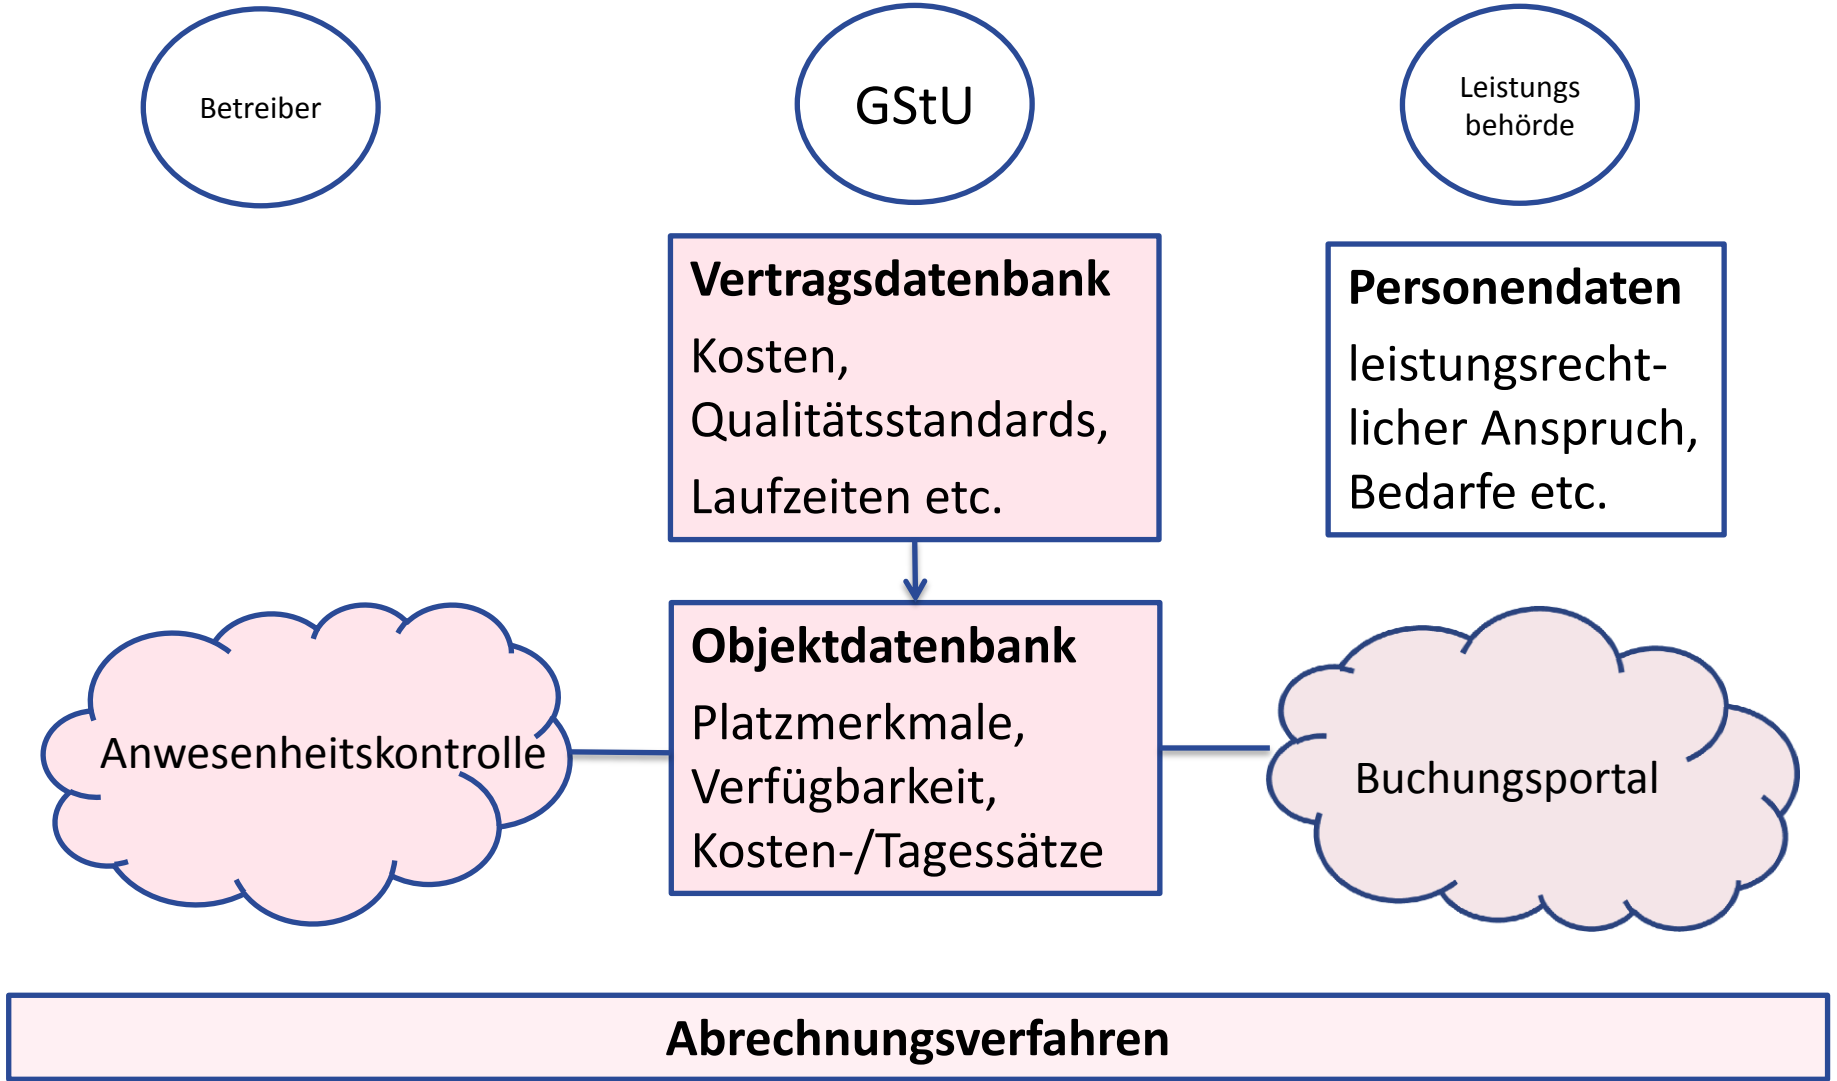 Betreiber
GStU
Leistungs
behörde
Vertragsdatenbank
Kosten,
Qualitätsstandards,
Laufzeiten etc.
Personendaten
leistungsrecht-
licher Anspruch,
Bedarfe etc.
Anwesenheitskontrolle
Objektdatenbank
Platzmerkmale,
Verfügbarkeit,
Kosten-/Tagessätze
Buchungsportal
Abrechnungsverfahren